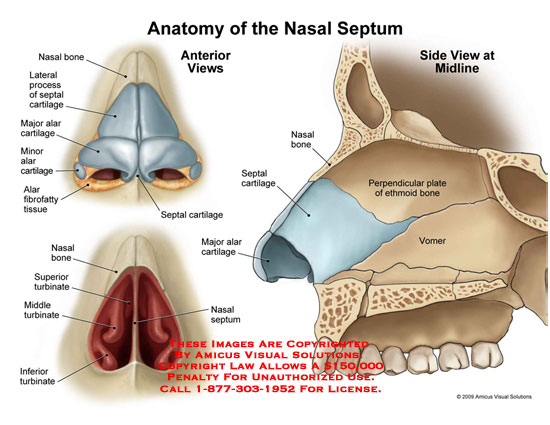 Anatomy of the Nasal Septum
Anterior
Views
Nasal bone
Lateral
process
of septal
cartilage
Major alar
cartilage
Minor
alar
cartilage
Alar
fibrofatty
tissue
Septal cartilage
Nasal
bone
Superior
turbinate
Middle
turbinate
Inferior
turbinate
Nasal
septum
Side View at
Midline
Nasal
bone
Septal
cartilage
Major alar
cartilage
Perpendicular plate
of ethmoid bone
Vomer
These Images Are Copyrighted
By Amicus Visual Solutions.
Copyright Law Allows A $150,000
Penalty For Unauthorized Use.
Call 1-877-303-1952 For License.
© 2009 Amicus Visual Solutions